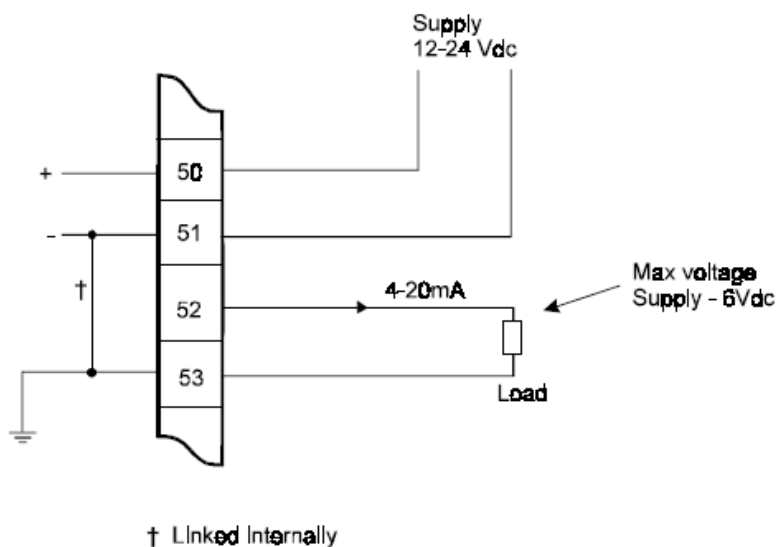 Supply
12-24 Vdc
+
50
-
51
†
4-20mA
Max voltage
Supply - 6Vdc
52
53
Load
† Linked Internally